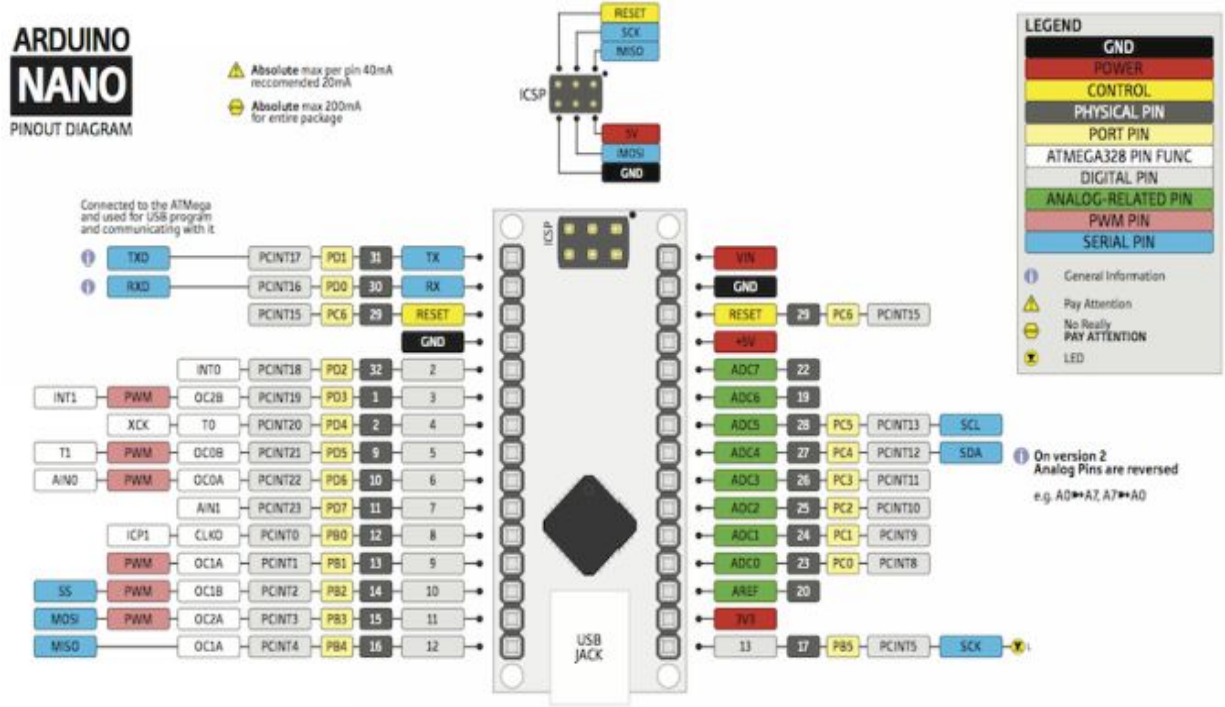 ARDUINO
NANO
PINOUT DIAGRAM
Absolute max per pin 40mA
reccomended 20mA
Absolute max 200mA
for entire package
RESET
SCK
MISO
ICSP
5V
MOSI
GND
LEGEND
GND
POWER
CONTROL
PHYSICAL PIN
PORT PIN
ATMEGA328 PIN FUNC
DIGITAL PIN
ANALOG-RELATED PIN
PWM PIN
SERIAL PIN
General Information
Pay Attention
No Really
PAY ATTENTION
LED
Connected to the ATMega
and used for USB program
and communicating with it
TXD PCINT17 PD1 31 TX
RXD PCINT16 PD0 30 RX
PCINT15 PC6 29 RESET
GND
INT0 PCINT18 PD2 32 2
INT1 PWM OC2B PCINT19 PD3 1 3
XCK T0 PCINT20 PD4 2 4
T1 PWM OC0B PCINT21 PD5 9 5
AIN0 PWM OC0A PCINT22 PD6 10 6
AIN1 PCINT23 PD7 11 7
ICP1 CLKO PCINT0 PB0 12 8
PWM OC1A PCINT1 PB1 13 9
SS PWM OC1B PCINT2 PB2 14 10
MOSI PWM OC2A PCINT3 PB3 15 11
MISO OC1A PCINT4 PB4 16 12
ICSP
USB
JACK
VIN
GND
RESET 29 PC6 PCINT15
+5V
ADC7 22
ADC6 19
ADC5 28 PC5 PCINT13 SCL
ADC4 27 PC4 PCINT12 SDA
ADC3 26 PC3 PCINT11
ADC2 25 PC2 PCINT10
ADC1 24 PC1 PCINT9
ADC0 23 PC0 PCINT8
AREF 20
3V3
13 17 PB5 PCINT5 SCK L
On version 2
Analog Pins are reversed
e.g. A0↦A7, A7↦A0